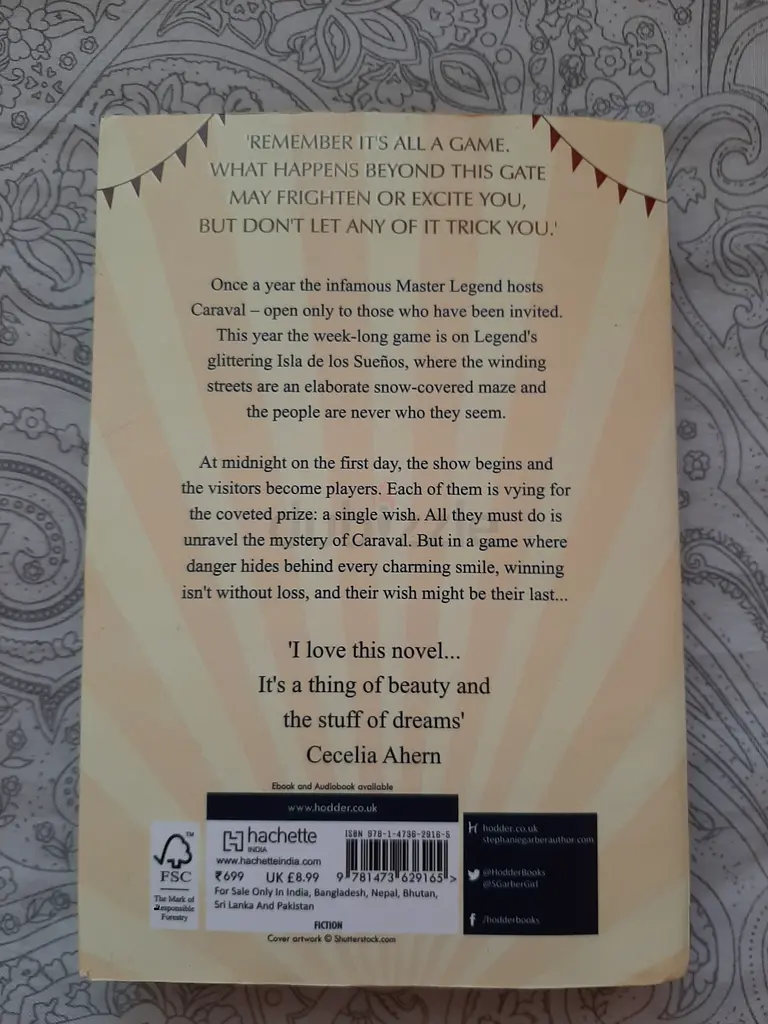 'REMEMBER IT'S ALL A GAME.
WHAT HAPPENS BEYOND THIS GATE
MAY FRIGHTEN OR EXCITE YOU,
BUT DON'T LET ANY OF IT TRICK YOU.'
Once a year the infamous Master Legend hosts
Caraval – open only to those who have been invited.
This year the week-long game is on Legend's
glittering Isla de los Sueños, where the winding
streets are an elaborate snow-covered maze and
the people are never who they seem.
At midnight on the first day, the show begins and
the visitors become players. Each of them is vying for
the coveted prize: a single wish. All they must do is
unravel the mystery of Caraval. But in a game where
danger hides behind every charming smile, winning
isn't without loss, and their wish might be their last...
'I love this novel...
It's a thing of beauty and
the stuff of dreams'
Cecelia Ahern
Ebook and Audiobook available
www.hodder.co.uk
FSC™
The Mark of
Responsible
Forestry
hachette
INDIA
www.hachetteindia.com
₹699 UK £8.99
For Sale Only In India, Bangladesh, Nepal, Bhutan,
Sri Lanka And Pakistan
ISBN 978-1-4736-2916-5
9 781473 629165 >
FICTION
Cover artwork © Shutterstock.com
hodder.co.uk
stephaniegarberauthor.com
@HodderBooks
@SGarberGirl
/hodderbooks